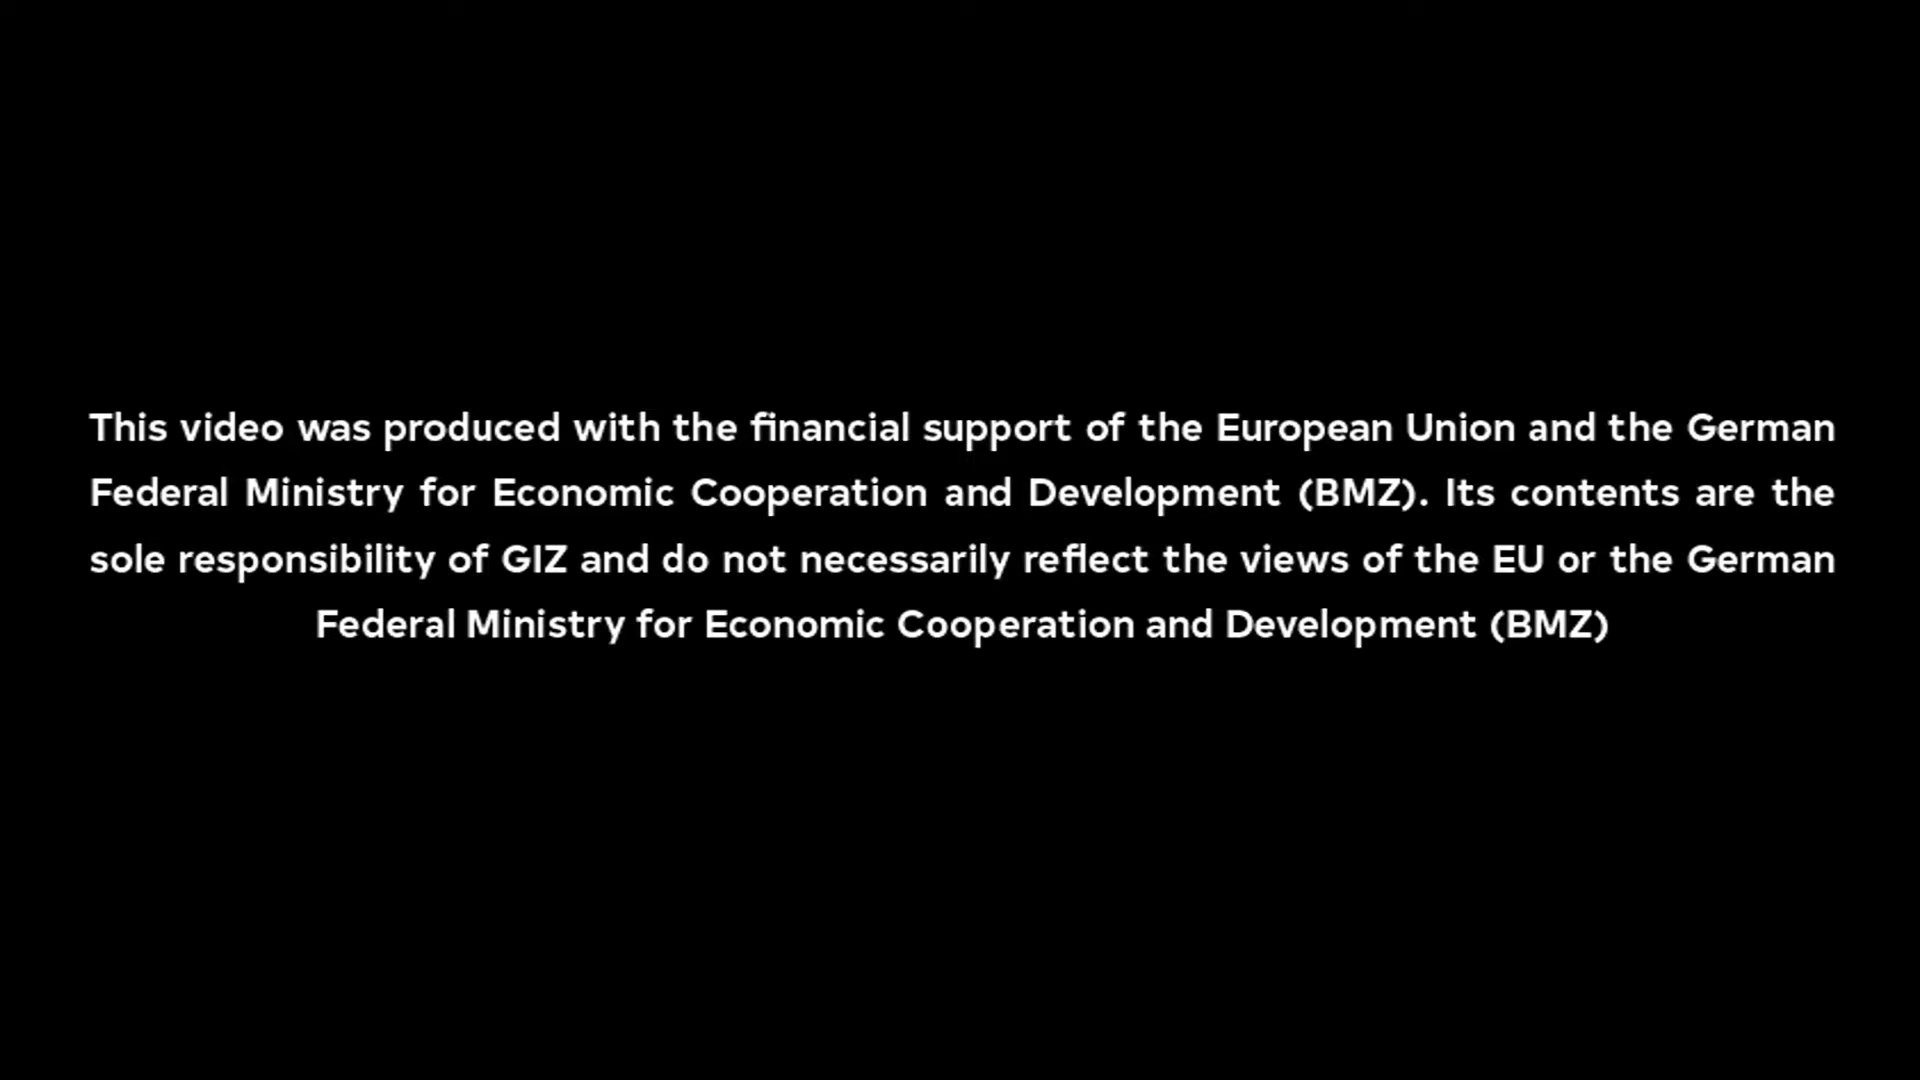 This video was produced with the financial support of the European Union and the German
Federal Ministry for Economic Cooperation and Development (BMZ). Its contents are the
sole responsibility of GIZ and do not necessarily reflect the views of the EU or the German
Federal Ministry for Economic Cooperation and Development (BMZ)